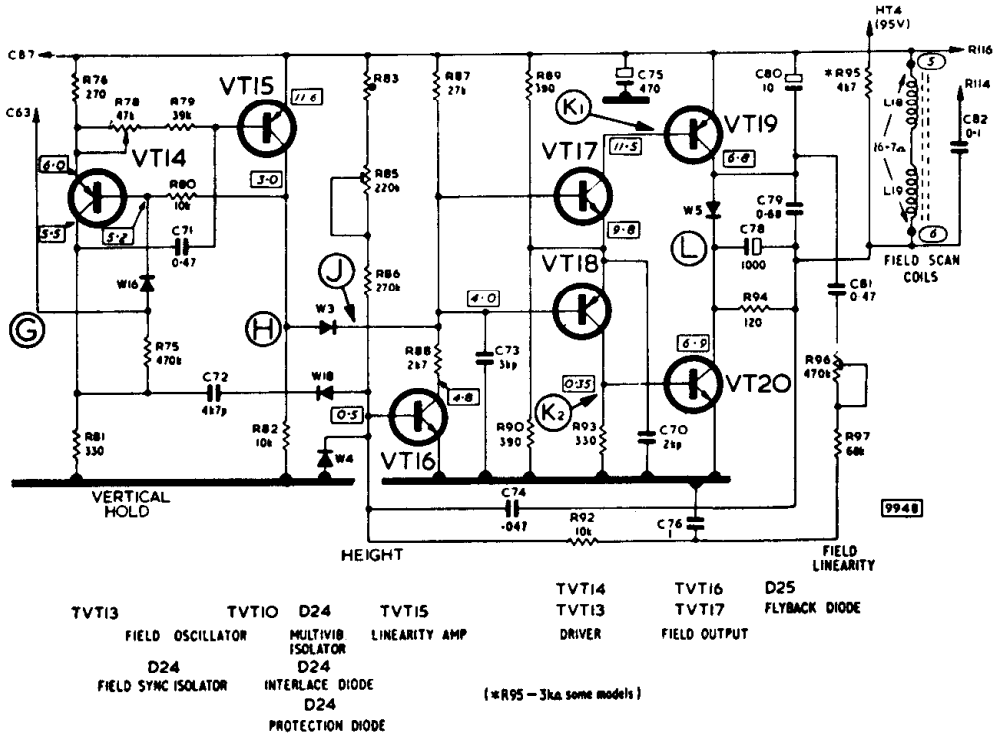 HT4
(95V)
C87
R116
R76
270
VT15
R83
R87
27k
R89
390
C75
470
C80
10
*R95
4k7
5
R114
C63
R78
47k
R79
39k
11.6
K1
VT19
L18
C82
0.1
VT14
6.0
VT17
11.5
6.8
16-7Ω
R80
10k
3.0
R85
220k
W5
C79
0.68
L19
5.5
5.2
C71
0.47
9.8
L
C78
1000
6
W16
J
R86
270k
VT18
FIELD SCAN
COILS
C81
0.47
G
H
W3
4.0
R94
120
R75
470k
R88
2k7
C73
3kp
6.9
R96
470k
C72
4k7p
W18
4.8
0.35
VT20
0.5
K2
R81
330
R82
10k
W4
VT16
R90
390
R93
330
C70
2kp
R97
68k
VERTICAL
HOLD
C74
.047
R92
10k
C76
1
9948
HEIGHT
FIELD
LINEARITY
TVT13
TVT10
D24
TVT15
TVT14
TVT13
TVT16
TVT17
D25
FLYBACK DIODE
FIELD OSCILLATOR
MULTIVIB
ISOLATOR
LINEARITY AMP
DRIVER
FIELD OUTPUT
D24
FIELD SYNC ISOLATOR
D24
INTERLACE DIODE
D24
PROTECTION DIODE
(*R95 – 3kΩ some models)